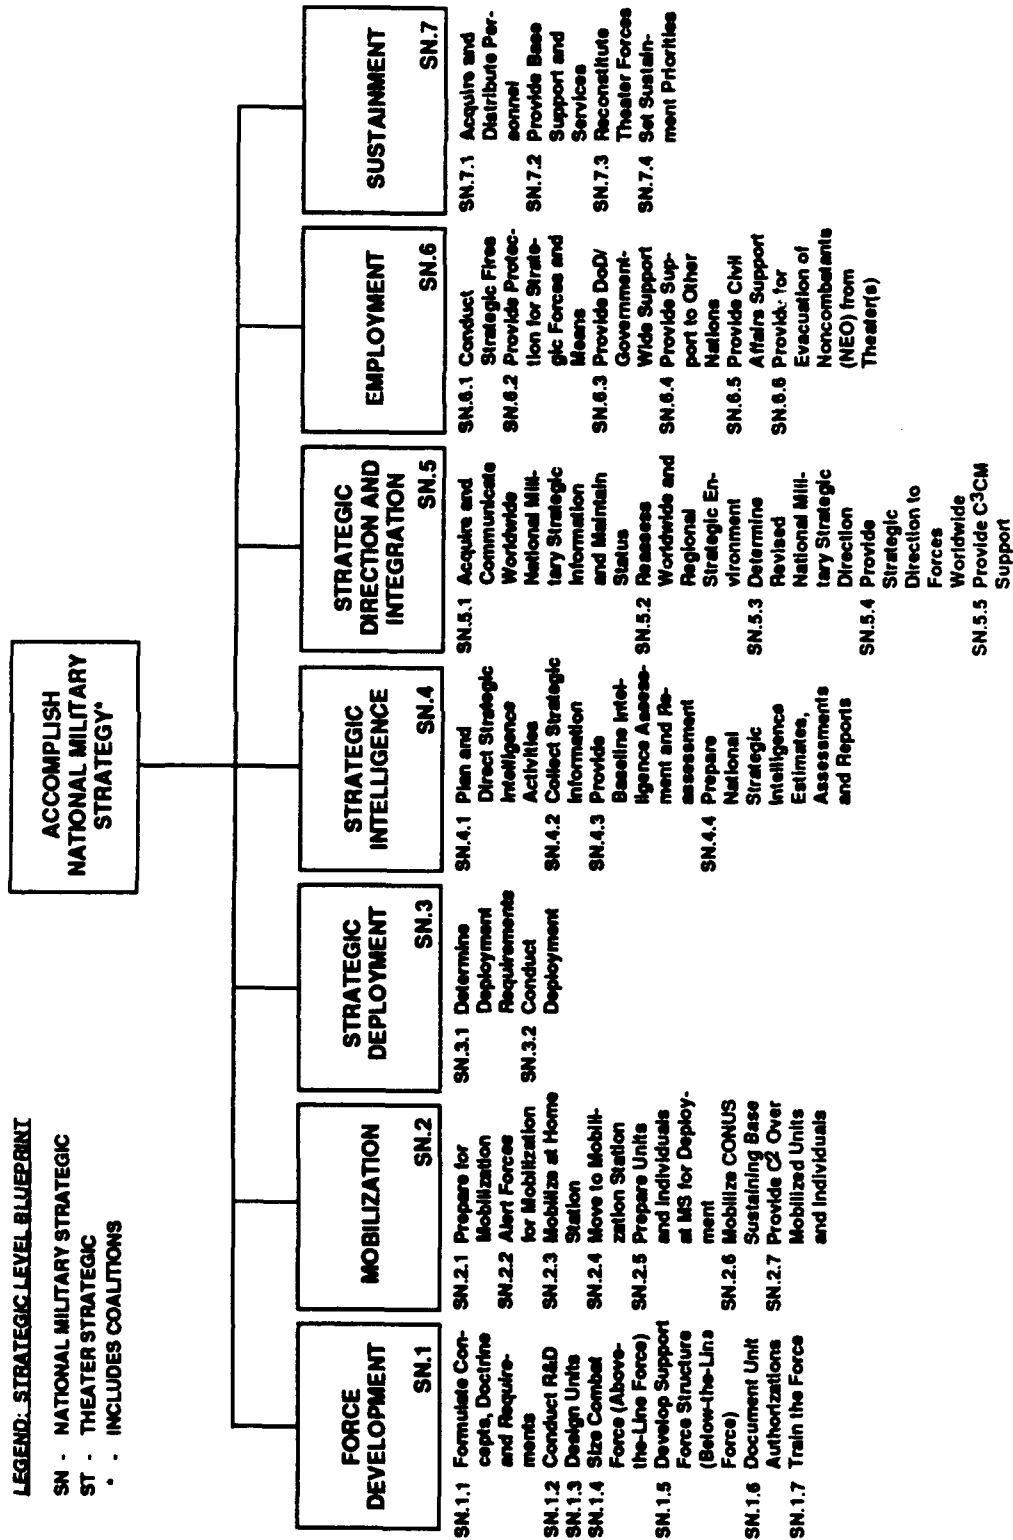 LEGEND: STRATEGIC LEVEL BLUEPRINT
SN - NATIONAL MILITARY STRATEGIC
ST - THEATER STRATEGIC
* - INCLUDES COALITIONS
ACCOMPLISH
NATIONAL MILITARY
STRATEGY*
FORCE
DEVELOPMENT
SN.1
SN.1.1 Formulate Con-
cepts, Doctrine
and Require-
ments
SN.1.2 Conduct R&D
SN.1.3 Design Units
SN.1.4 Size Combat
Force (Above-
the-Line Force)
SN.1.5 Develop Support
Force Structure
(Below-the-Line
Force)
SN.1.6 Document Unit
Authorizations
SN.1.7 Train the Force
MOBILIZATION
SN.2
SN.2.1 Prepare for
Mobilization
SN.2.2 Alert Forces
for Mobilization
SN.2.3 Mobilize at Home
Station
SN.2.4 Move to Mobili-
zation Station
SN.2.5 Prepare Units
and Individuals
at MS for Deploy-
ment
SN.2.6 Mobilize CONUS
Sustaining Base
SN.2.7 Provide C² Over
Mobilized Units
and Individuals
STRATEGIC
DEPLOYMENT
SN.3
SN.3.1 Determine
Deployment
Requirements
SN.3.2 Conduct
Deployment
STRATEGIC
INTELLIGENCE
SN.4
SN.4.1 Plan and
Direct Strategic
Intelligence
Activities
SN.4.2 Collect Strategic
Information
SN.4.3 Provide
Baseline Intel-
ligence Assess-
ment and Re-
assessment
SN.4.4 Prepare
National
Strategic
Intelligence
Estimates,
Assessments
and Reports
STRATEGIC
DIRECTION AND
INTEGRATION
SN.5
SN.5.1 Acquire and
Communicate
Worldwide
National Mili-
tary Strategic
Information
and Maintain
Status
SN.5.2 Reassess
Worldwide and
Regional
Strategic En-
vironment
SN.5.3 Determine
Revised
National Mili-
tary Strategic
Direction
SN.5.4 Provide
Strategic
Direction to
Forces
Worldwide
SN.5.5 Provide C³CM
Support
EMPLOYMENT
SN.6
SN.6.1 Conduct
Strategic Fires
SN.6.2 Provide Protec-
tion for Strate-
gic Forces and
Means
SN.6.3 Provide DoD/
Government-
Wide Support
SN.6.4 Provide Sup-
port to Other
Nations
SN.6.5 Provide Civil
Affairs Support
SN.6.6 Provide for
Evacuation of
Noncombatants
(NEO) from
Theater(s)
SUSTAINMENT
SN.7
SN.7.1 Acquire and
Distribute Per-
sonnel
SN.7.2 Provide Base
Support and
Services
SN.7.3 Reconstitute
Theater Forces
SN.7.4 Set Sustain-
ment Priorities